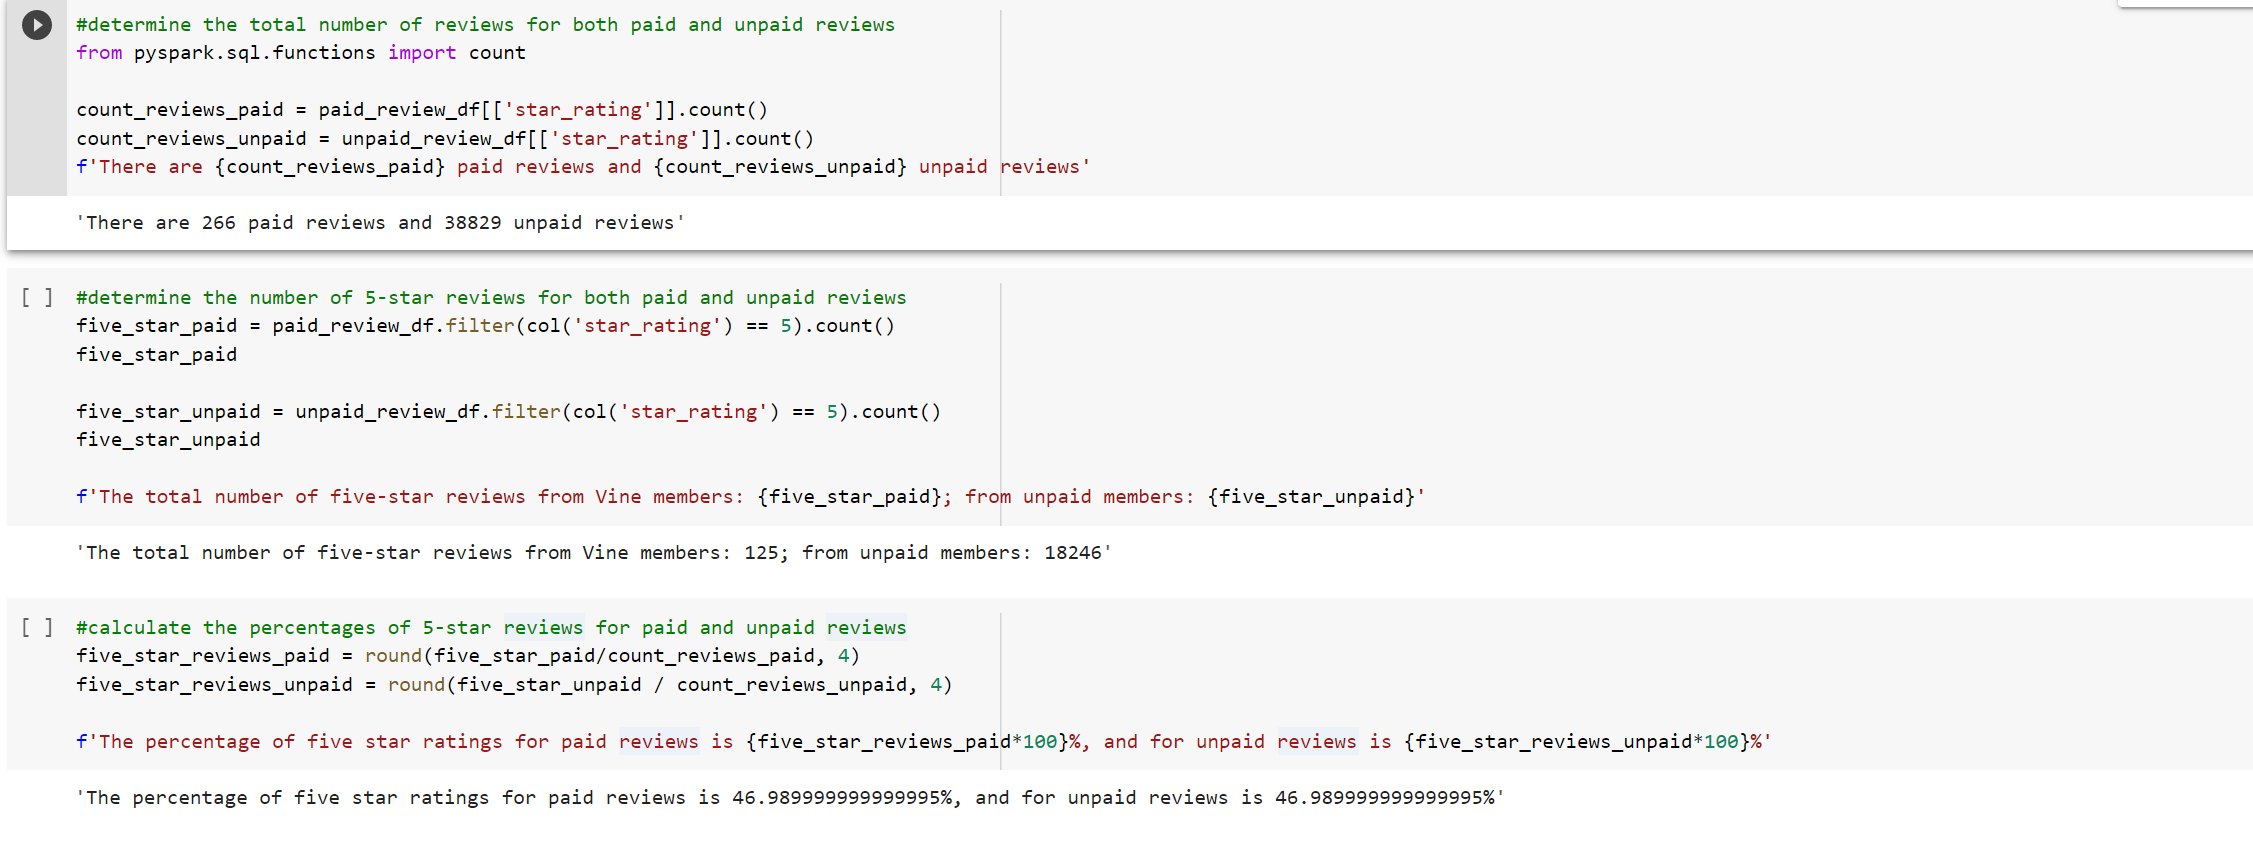 #determine the total number of reviews for both paid and unpaid reviews
from pyspark.sql.functions import count
count_reviews_paid = paid_review_df[['star_rating']].count()
count_reviews_unpaid = unpaid_review_df[['star_rating']].count()
f'There are {count_reviews_paid} paid reviews and {count_reviews_unpaid} unpaid reviews'
'There are 266 paid reviews and 38829 unpaid reviews'
[ ] #determine the number of 5-star reviews for both paid and unpaid reviews
five_star_paid = paid_review_df.filter(col('star_rating') == 5).count()
five_star_paid
five_star_unpaid = unpaid_review_df.filter(col('star_rating') == 5).count()
five_star_unpaid
f'The total number of five-star reviews from Vine members: {five_star_paid}; from unpaid members: {five_star_unpaid}'
'The total number of five-star reviews from Vine members: 125; from unpaid members: 18246'
[ ] #calculate the percentages of 5-star reviews for paid and unpaid reviews
five_star_reviews_paid = round(five_star_paid/count_reviews_paid, 4)
five_star_reviews_unpaid = round(five_star_unpaid / count_reviews_unpaid, 4)
f'The percentage of five star ratings for paid reviews is {five_star_reviews_paid*100}%, and for unpaid reviews is {five_star_reviews_unpaid*100}%'
'The percentage of five star ratings for paid reviews is 46.989999999999995%, and for unpaid reviews is 46.989999999999995%'